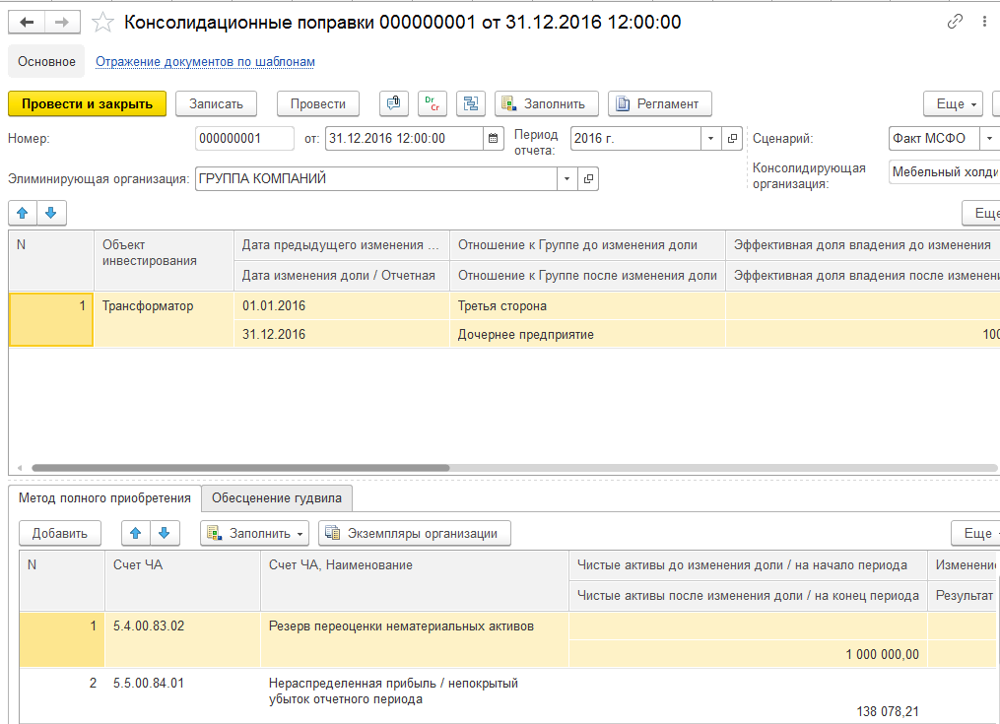 Консолидационные поправки 000000001 от 31.12.2016 12:00:00
Основное Отражение документов по шаблонам
Провести и закрыть Записать Провести Dr Cr Заполнить Регламент Еще
Номер: 000000001 от: 31.12.2016 12:00:00 Период отчета: 2016 г. Сценарий: Факт МСФО
Элиминирующая организация: ГРУППА КОМПАНИЙ Консолидирующая организация: Мебельный холди
Еще
N Объект инвестирования Дата предыдущего изменения ... Отношение к Группе до изменения доли Эффективная доля владения до изменения
Дата изменения доли / Отчетная Отношение к Группе после изменения доли Эффективная доля владения после изменени
1 Трансформатор 01.01.2016 Третья сторона
31.12.2016 Дочернее предприятие 100
Метод полного приобретения Обесценение гудвила
Добавить Заполнить Экземпляры организации Еще
N Счет ЧА Счет ЧА, Наименование Чистые активы до изменения доли / на начало периода Изменени
Чистые активы после изменения доли / на конец периода Результат
1 5.4.00.83.02 Резерв переоценки нематериальных активов
1 000 000,00
2 5.5.00.84.01 Нераспределенная прибыль / непокрытый
убыток отчетного периода
138 078,21